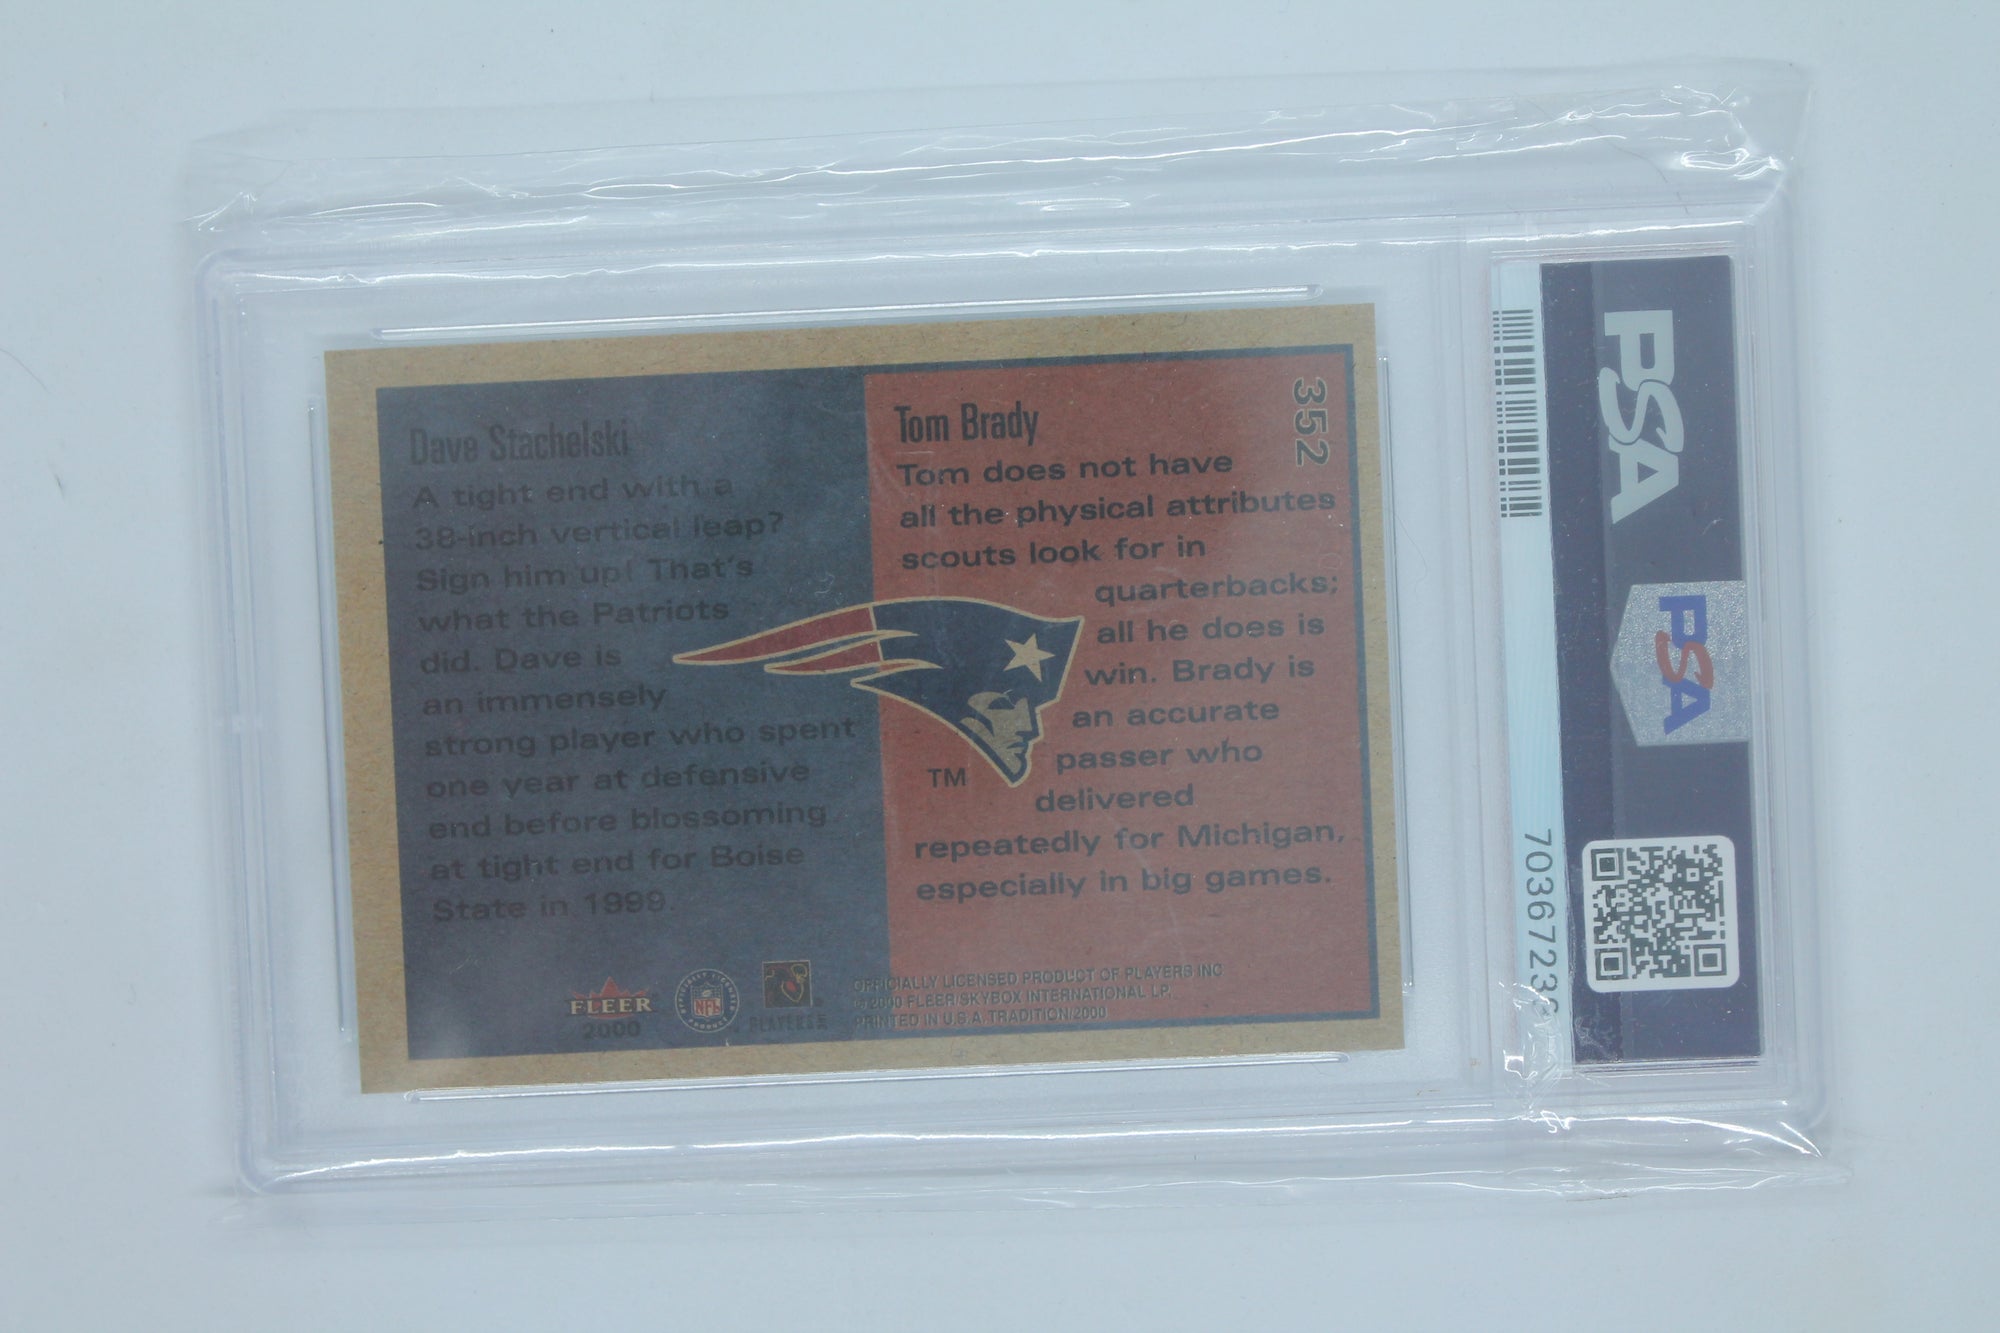 Dave Stachelski
A tight end with a
38-inch vertical leap?
Sign him up! That's
what the Patriots
did. Dave is
an immensely
strong player who spent
one year at defensive
end before blossoming
at tight end for Boise
State in 1999.
Tom Brady
352
Tom does not have
all the physical attributes
scouts look for in
quarterbacks;
all he does is
win. Brady is
an accurate
passer who
delivered
repeatedly for Michigan,
especially in big games.
TM
FLEER
2000
NFL
PLAYERS INC
OFFICIALLY LICENSED PRODUCT OF PLAYERS INC
© 2000 FLEER/SKYBOX INTERNATIONAL LP.
PRINTED IN U.S.A. TRADITION/2000
PSA
PSA